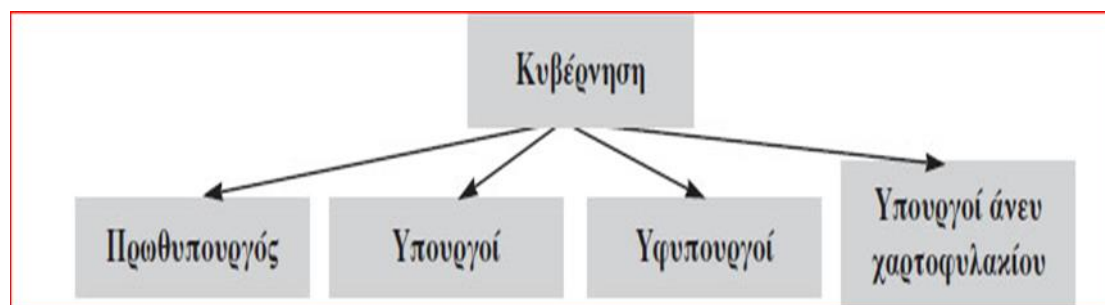 Κυβέρνηση
Πρωθυπουργός
Υπουργοί
Υφυπουργοί
Υπουργοί άνευ
χαρτοφυλακίου